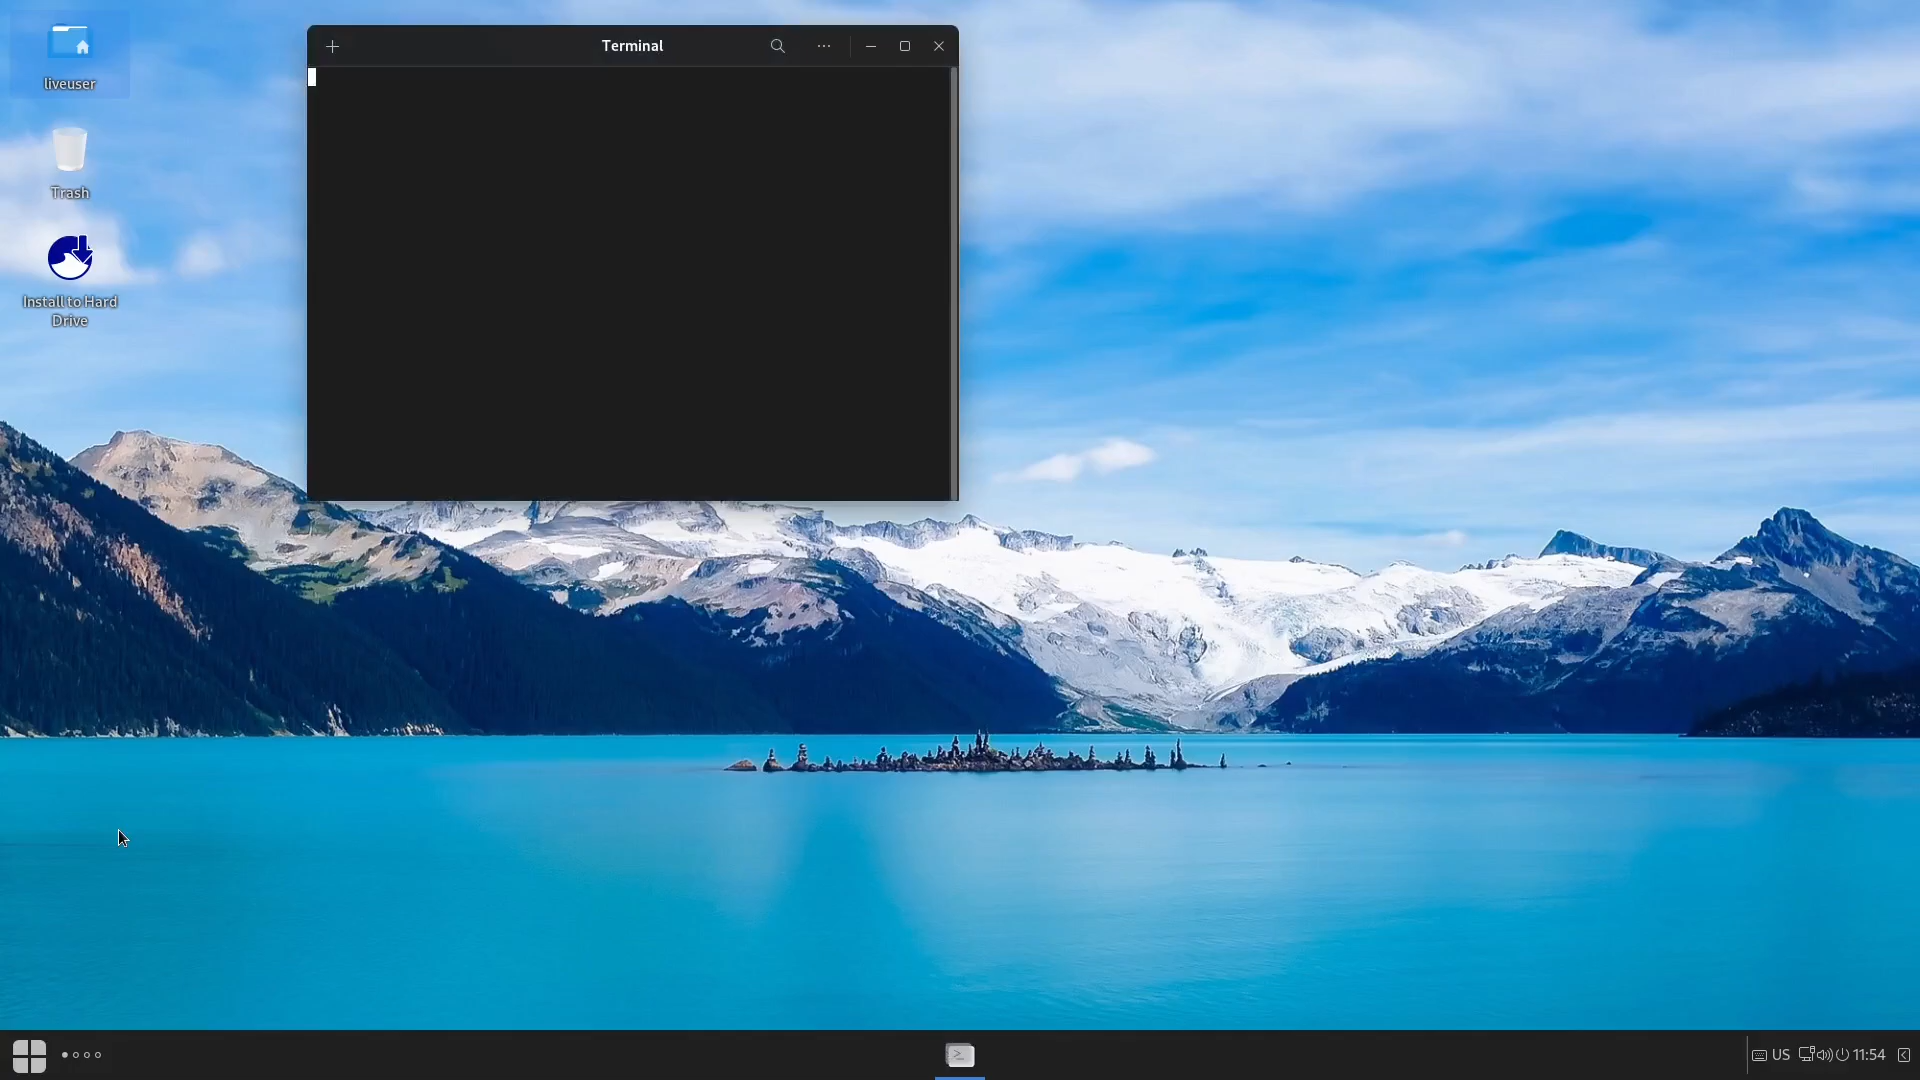 Terminal
liveuser
Trash
Install to Hard
Drive
US
11:54